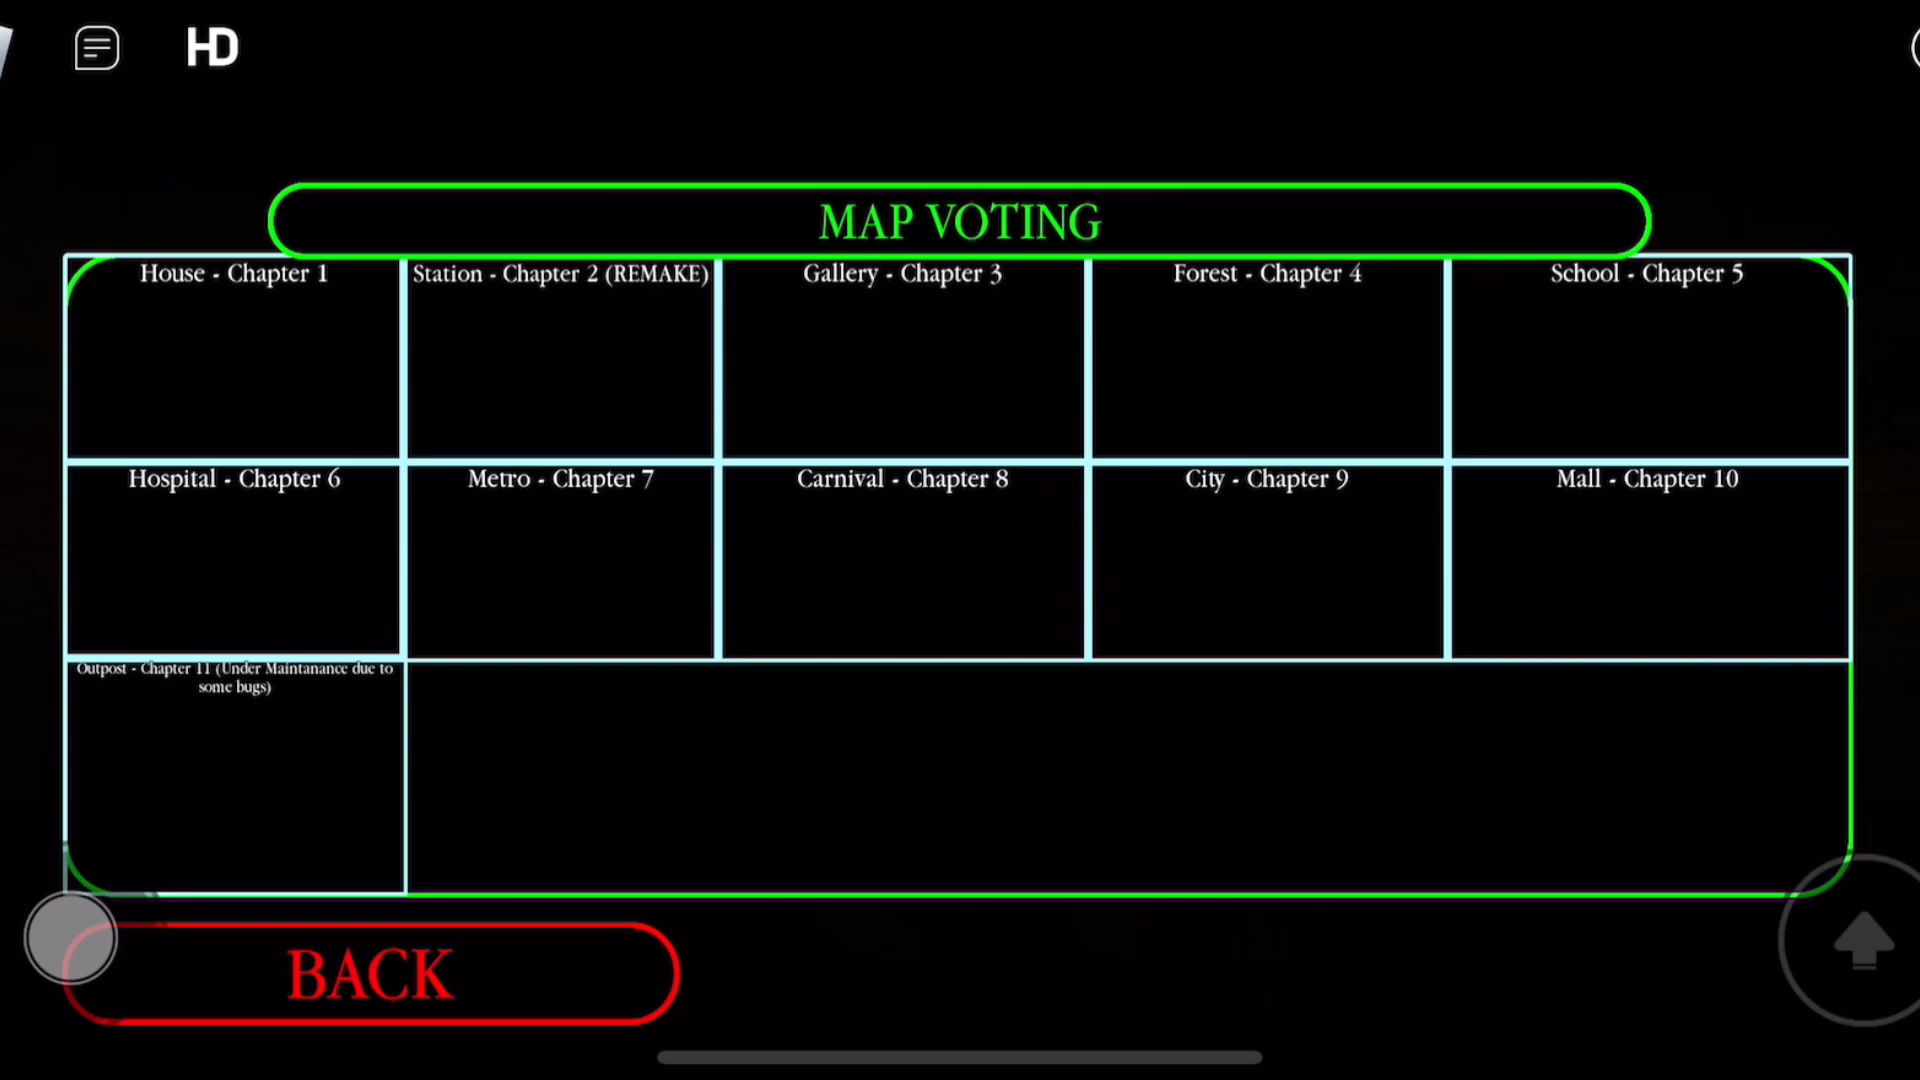 HD
MAP VOTING
House - Chapter 1
Station - Chapter 2 (REMAKE)
Gallery - Chapter 3
Forest - Chapter 4
School - Chapter 5
Hospital - Chapter 6
Metro - Chapter 7
Carnival - Chapter 8
City - Chapter 9
Mall - Chapter 10
Outpost - Chapter 11 (Under Maintanance due to
some bugs)
BACK